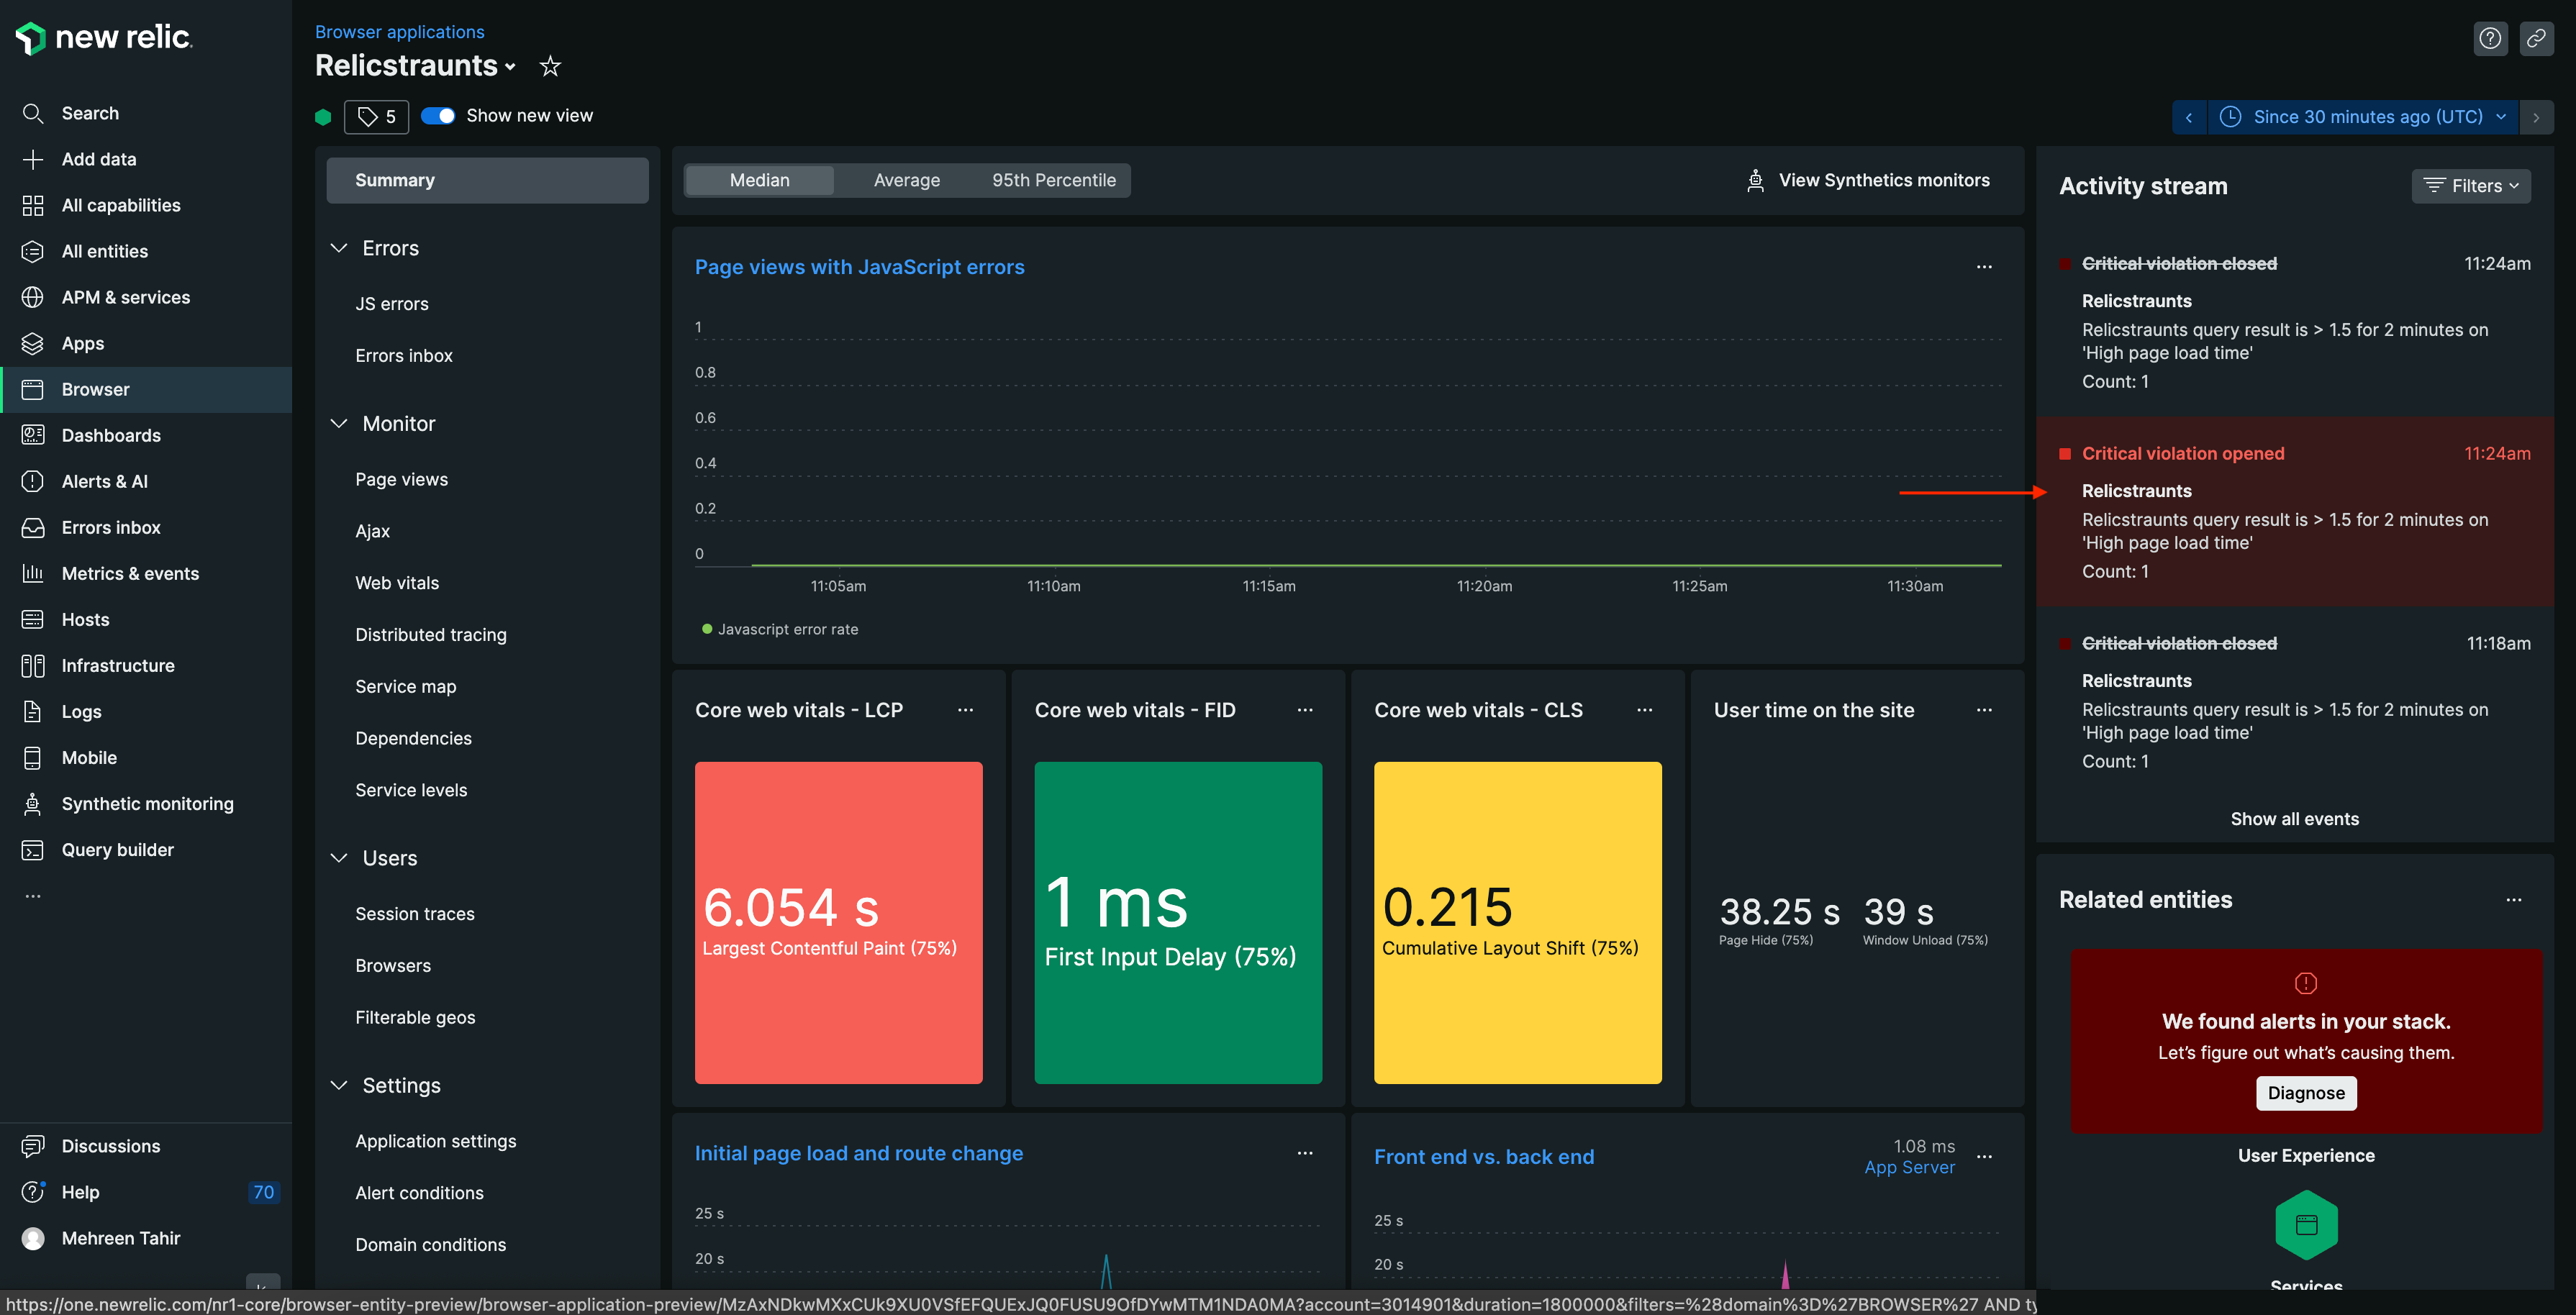 new relic.
Search
Add data
All capabilities
All entities
APM & services
Apps
Browser
Dashboards
Alerts & AI
Errors inbox
Metrics & events
Hosts
Infrastructure
Logs
Mobile
Synthetic monitoring
Query builder
...
Discussions
Help 70
Mehreen Tahir
Browser applications
Relicstraunts
5 Show new view
Since 30 minutes ago (UTC)
Summary
Errors
JS errors
Errors inbox
Monitor
Page views
Ajax
Web vitals
Distributed tracing
Service map
Dependencies
Service levels
Users
Session traces
Browsers
Filterable geos
Settings
Application settings
Alert conditions
Domain conditions
Median Average 95th Percentile
View Synthetics monitors
Page views with JavaScript errors ...
1
0.8
0.6
0.4
0.2
0
11:05am 11:10am 11:15am 11:20am 11:25am 11:30am
Javascript error rate
Core web vitals - LCP ...
6.054 s
Largest Contentful Paint (75%)
Core web vitals - FID ...
1 ms
First Input Delay (75%)
Core web vitals - CLS ...
0.215
Cumulative Layout Shift (75%)
User time on the site ...
38.25 s 39 s
Page Hide (75%) Window Unload (75%)
Initial page load and route change ...
25 s
20 s
Front end vs. back end ...
1.08 ms
App Server
25 s
20 s
Activity stream
Filters
Critical violation closed 11:24am
Relicstraunts
Relicstraunts query result is > 1.5 for 2 minutes on
'High page load time'
Count: 1
Critical violation opened 11:24am
Relicstraunts
Relicstraunts query result is > 1.5 for 2 minutes on
'High page load time'
Count: 1
Critical violation closed 11:18am
Relicstraunts
Relicstraunts query result is > 1.5 for 2 minutes on
'High page load time'
Count: 1
Show all events
Related entities ...
We found alerts in your stack.
Let's figure out what's causing them.
Diagnose
User Experience
Services
https://one.newrelic.com/nr1-core/browser-entity-preview/browser-application-preview/MzAxNDkwMXxCUk9XU0VSfEFQUExJQ0FUSU9OfDYwMTM1NDA0MA?account=3014901&duration=1800000&filters=%28domain%3D%27BROWSER%27 AND ty